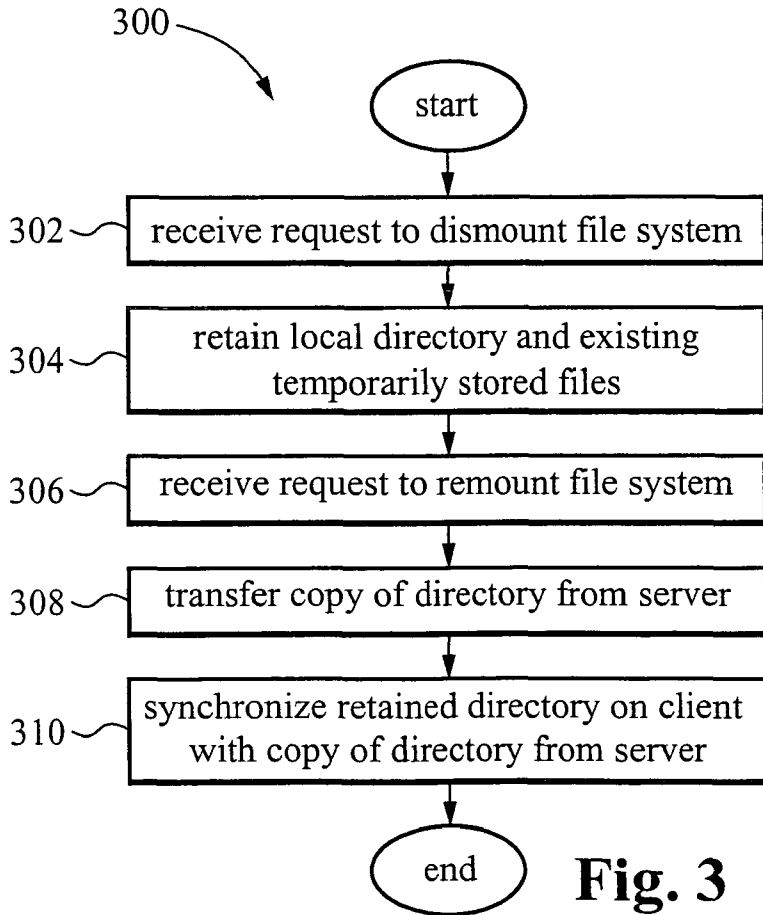 300
start
302
receive request to dismount file system
304
retain local directory and existing
temporarily stored files
306
receive request to remount file system
308
transfer copy of directory from server
310
synchronize retained directory on client
with copy of directory from server
end
Fig. 3